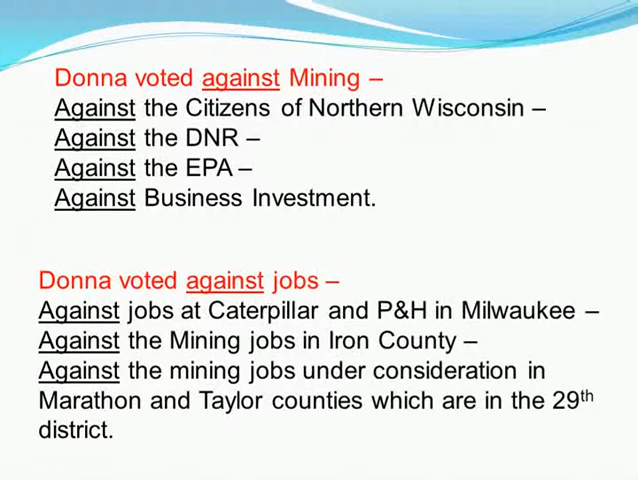 Donna voted against Mining –
Against the Citizens of Northern Wisconsin –
Against the DNR –
Against the EPA –
Against Business Investment.
Donna voted against jobs –
Against jobs at Caterpillar and P&H in Milwaukee –
Against the Mining jobs in Iron County –
Against the mining jobs under consideration in
Marathon and Taylor counties which are in the 29th
district.